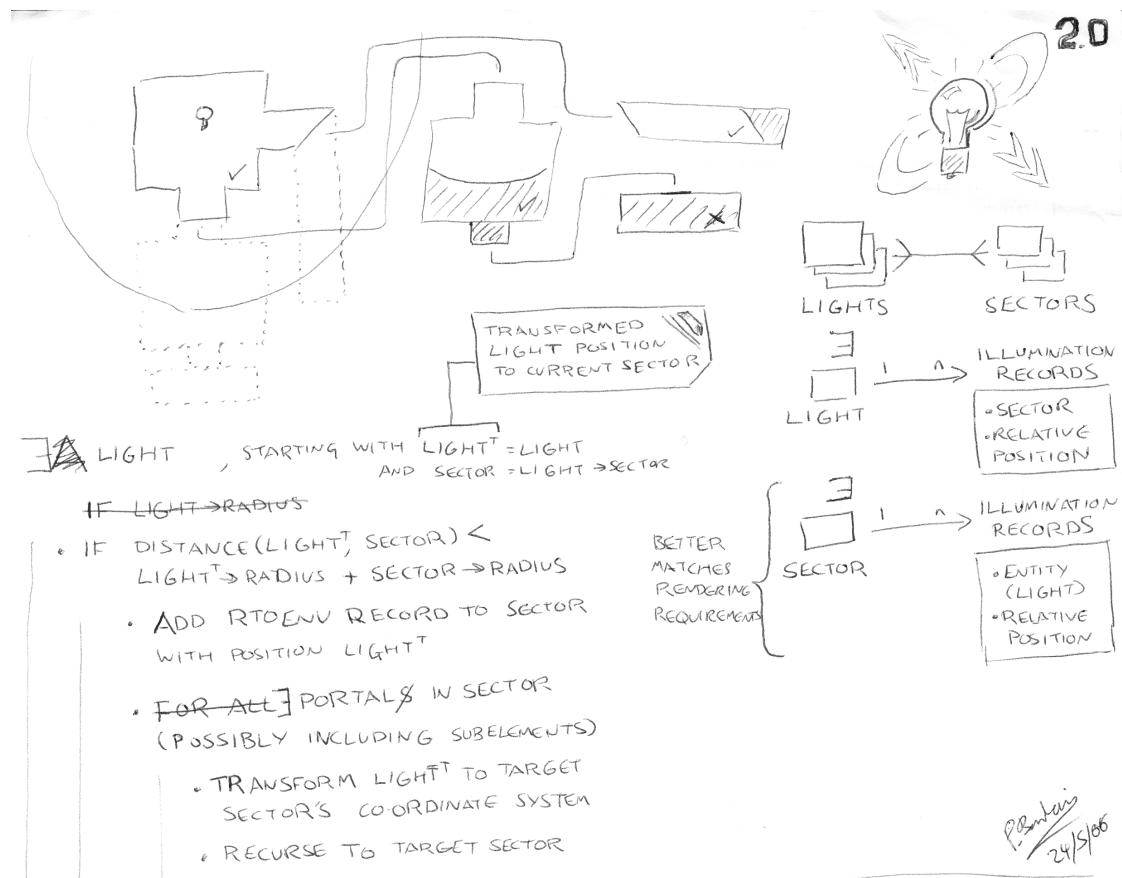 2.0
LIGHTS
SECTORS
TRANSFORMED
LIGHT POSITION
TO CURRENT SECTOR
∃
LIGHT
1 n
ILLUMINATION
RECORDS
• SECTOR
• RELATIVE
POSITION
∃ LIGHT , STARTING WITH LIGHTᵀ = LIGHT
AND SECTOR = LIGHT → SECTOR
IF LIGHT → RADIUS
• IF DISTANCE (LIGHTᵀ, SECTOR) <
LIGHTᵀ → RADIUS + SECTOR → RADIUS
• ADD RTOENV RECORD TO SECTOR
WITH POSITION LIGHTᵀ
• FOR ALL ∃ PORTALS IN SECTOR
(POSSIBLY INCLUDING SUBELEMENTS)
• TRANSFORM LIGHTᵀ TO TARGET
SECTOR'S CO-ORDINATE SYSTEM
• RECURSE TO TARGET SECTOR
BETTER
MATCHES
RENDERING
REQUIREMENTS
∃
SECTOR
1 n
ILLUMINATION
RECORDS
• ENTITY
(LIGHT)
• RELATIVE
POSITION
24/5/06